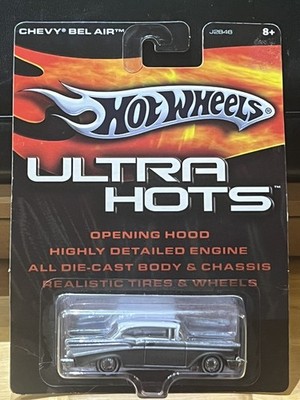 CHEVY® BEL AIR™
J2846
8+
HOT WHEELS®
ULTRA
HOTS™
OPENING HOOD
HIGHLY DETAILED ENGINE
ALL DIE-CAST BODY & CHASSIS
REALISTIC TIRES & WHEELS